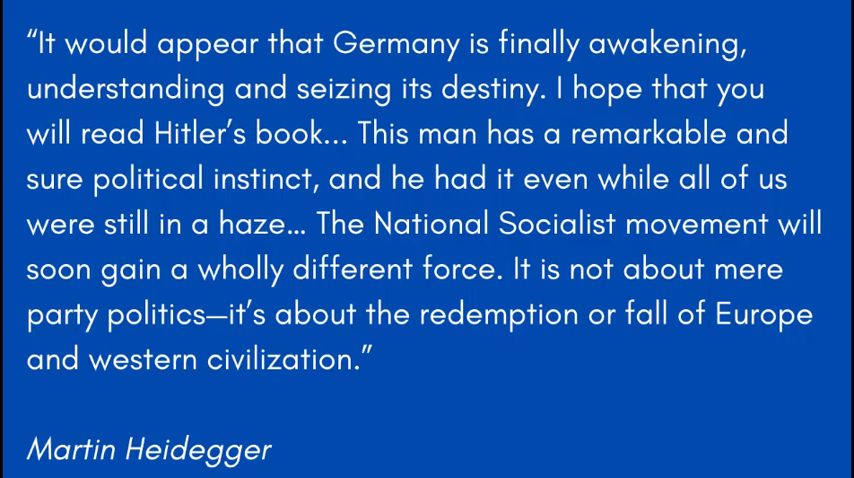 “It would appear that Germany is finally awakening,
understanding and seizing its destiny. I hope that you
will read Hitler’s book... This man has a remarkable and
sure political instinct, and he had it even while all of us
were still in a haze… The National Socialist movement will
soon gain a wholly different force. It is not about mere
party politics—it’s about the redemption or fall of Europe
and western civilization.”
Martin Heidegger